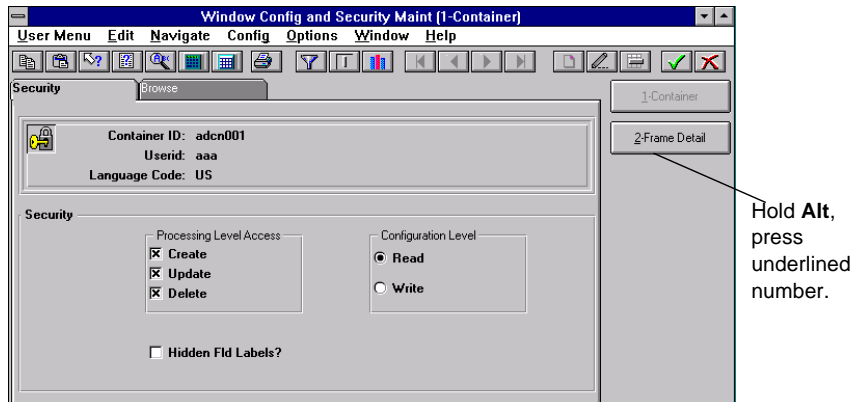 Window Config and Security Maint (1-Container)
User Menu Edit Navigate Config Options Window Help
Security Browse
1-Container
2-Frame Detail
Container ID: adcn001
Userid: aaa
Language Code: US
Security
Processing Level Access
Create
Update
Delete
Configuration Level
Read
Write
Hidden Fld Labels?
Hold Alt,
press
underlined
number.